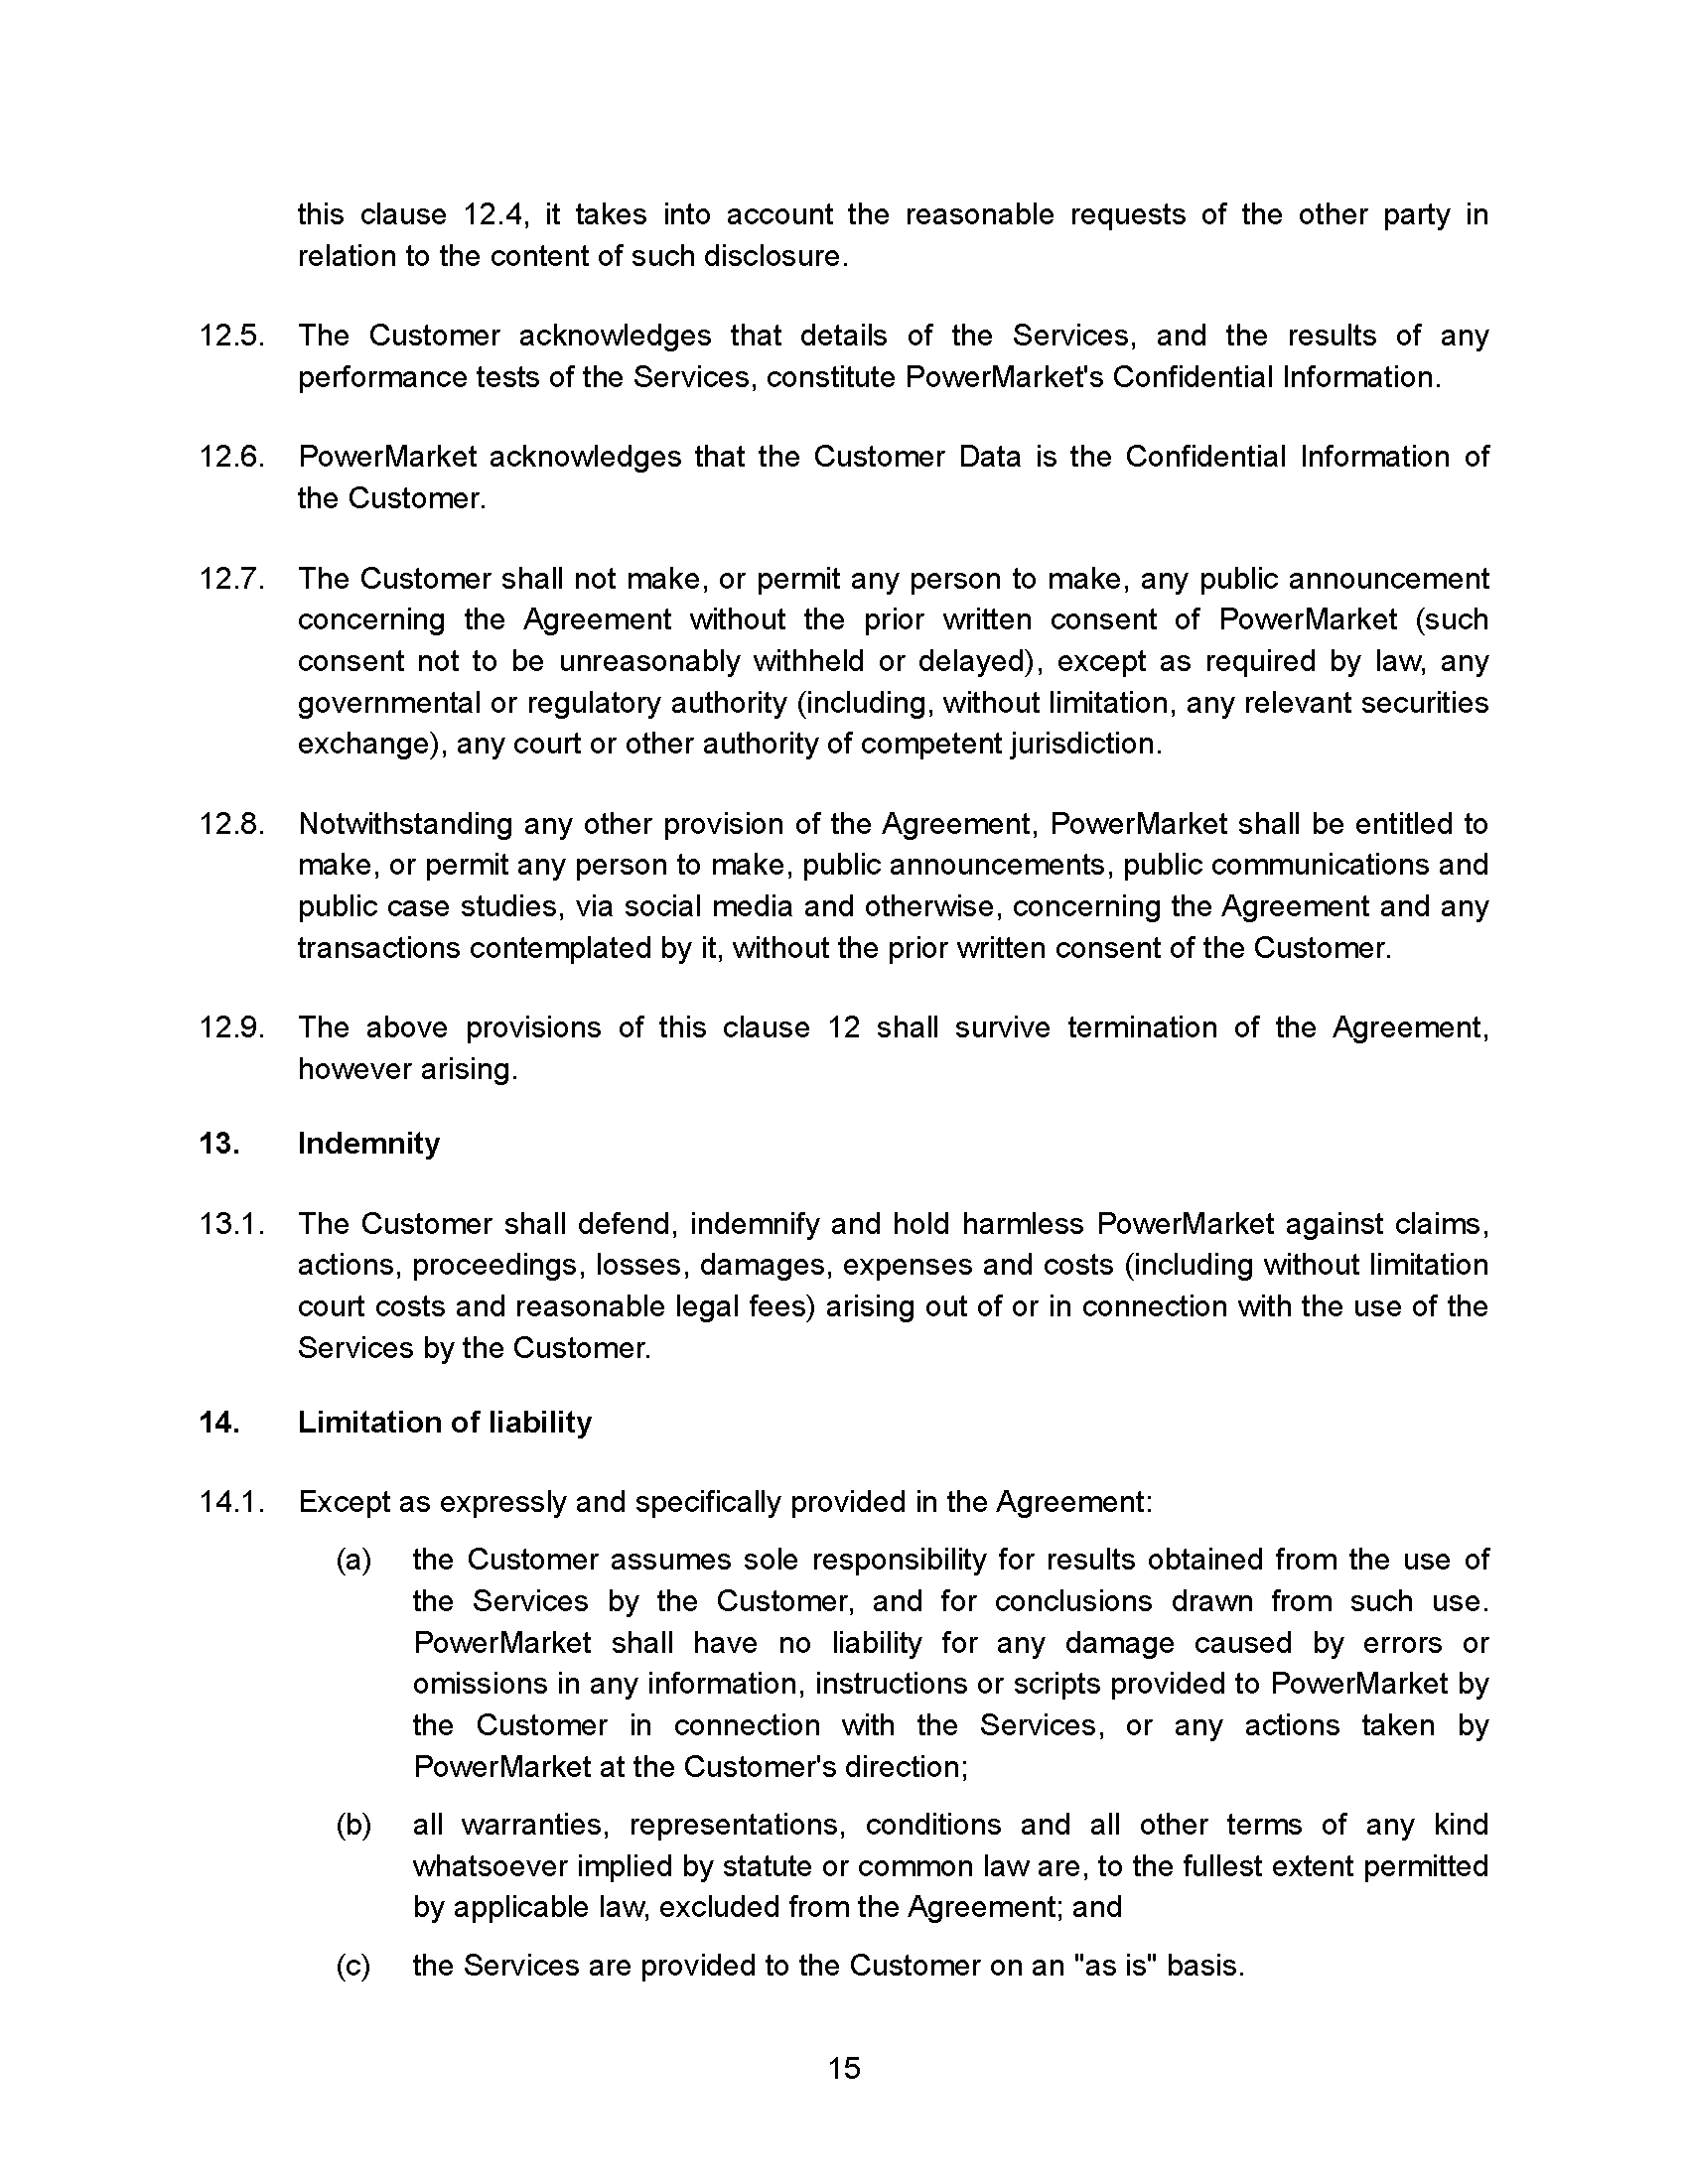 this clause 12.4, it takes into account the reasonable requests of the other party in
relation to the content of such disclosure.
12.5. The Customer acknowledges that details of the Services, and the results of any
performance tests of the Services, constitute PowerMarket's Confidential Information.
12.6. PowerMarket acknowledges that the Customer Data is the Confidential Information of
the Customer.
12.7. The Customer shall not make, or permit any person to make, any public announcement
concerning the Agreement without the prior written consent of PowerMarket (such
consent not to be unreasonably withheld or delayed), except as required by law, any
governmental or regulatory authority (including, without limitation, any relevant securities
exchange), any court or other authority of competent jurisdiction.
12.8. Notwithstanding any other provision of the Agreement, PowerMarket shall be entitled to
make, or permit any person to make, public announcements, public communications and
public case studies, via social media and otherwise, concerning the Agreement and any
transactions contemplated by it, without the prior written consent of the Customer.
12.9. The above provisions of this clause 12 shall survive termination of the Agreement,
however arising.
13. Indemnity
13.1. The Customer shall defend, indemnify and hold harmless PowerMarket against claims,
actions, proceedings, losses, damages, expenses and costs (including without limitation
court costs and reasonable legal fees) arising out of or in connection with the use of the
Services by the Customer.
14. Limitation of liability
14.1. Except as expressly and specifically provided in the Agreement:
(a) the Customer assumes sole responsibility for results obtained from the use of
the Services by the Customer, and for conclusions drawn from such use.
PowerMarket shall have no liability for any damage caused by errors or
omissions in any information, instructions or scripts provided to PowerMarket by
the Customer in connection with the Services, or any actions taken by
PowerMarket at the Customer's direction;
(b) all warranties, representations, conditions and all other terms of any kind
whatsoever implied by statute or common law are, to the fullest extent permitted
by applicable law, excluded from the Agreement; and
(c) the Services are provided to the Customer on an "as is" basis.
15